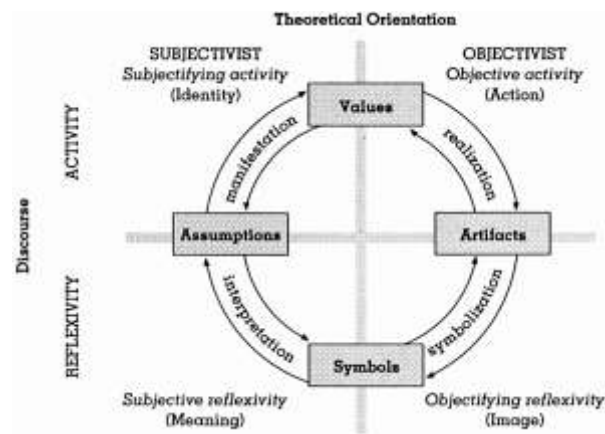 Theoretical Orientation
SUBJECTIVIST
Subjectifying activity
(Identity)
OBJECTIVIST
Objective activity
(Action)
Values
manifestation
realization
ACTIVITY
Discourse
Assumptions
Artifacts
REFLEXIVITY
interpretation
symbolization
Symbols
Subjective reflexivity
(Meaning)
Objectifying reflexivity
(Image)